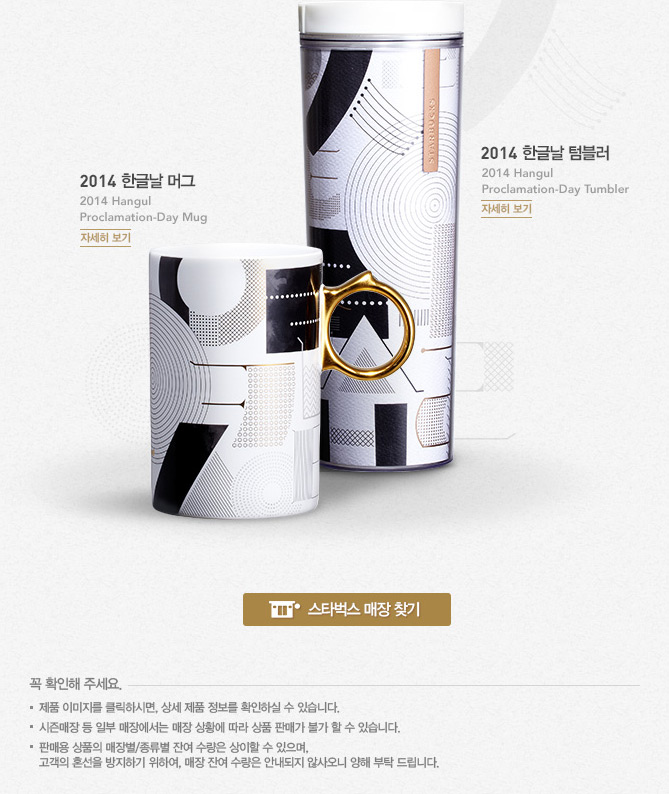 STARBUCKS
2014 한글날 텀블러
2014 Hangul
Proclamation-Day Tumbler
자세히 보기
2014 한글날 머그
2014 Hangul
Proclamation-Day Mug
자세히 보기
스타벅스 매장 찾기
꼭 확인해 주세요.
제품 이미지를 클릭하시면, 상세 제품 정보를 확인하실 수 있습니다.
시즌매장 등 일부 매장에서는 매장 상황에 따라 상품 판매가 불가 할 수 있습니다.
판매용 상품의 매장별/종류별 잔여 수량은 상이할 수 있으며,
고객의 혼선을 방지하기 위하여, 매장 잔여 수량은 안내되지 않사오니 양해 부탁 드립니다.